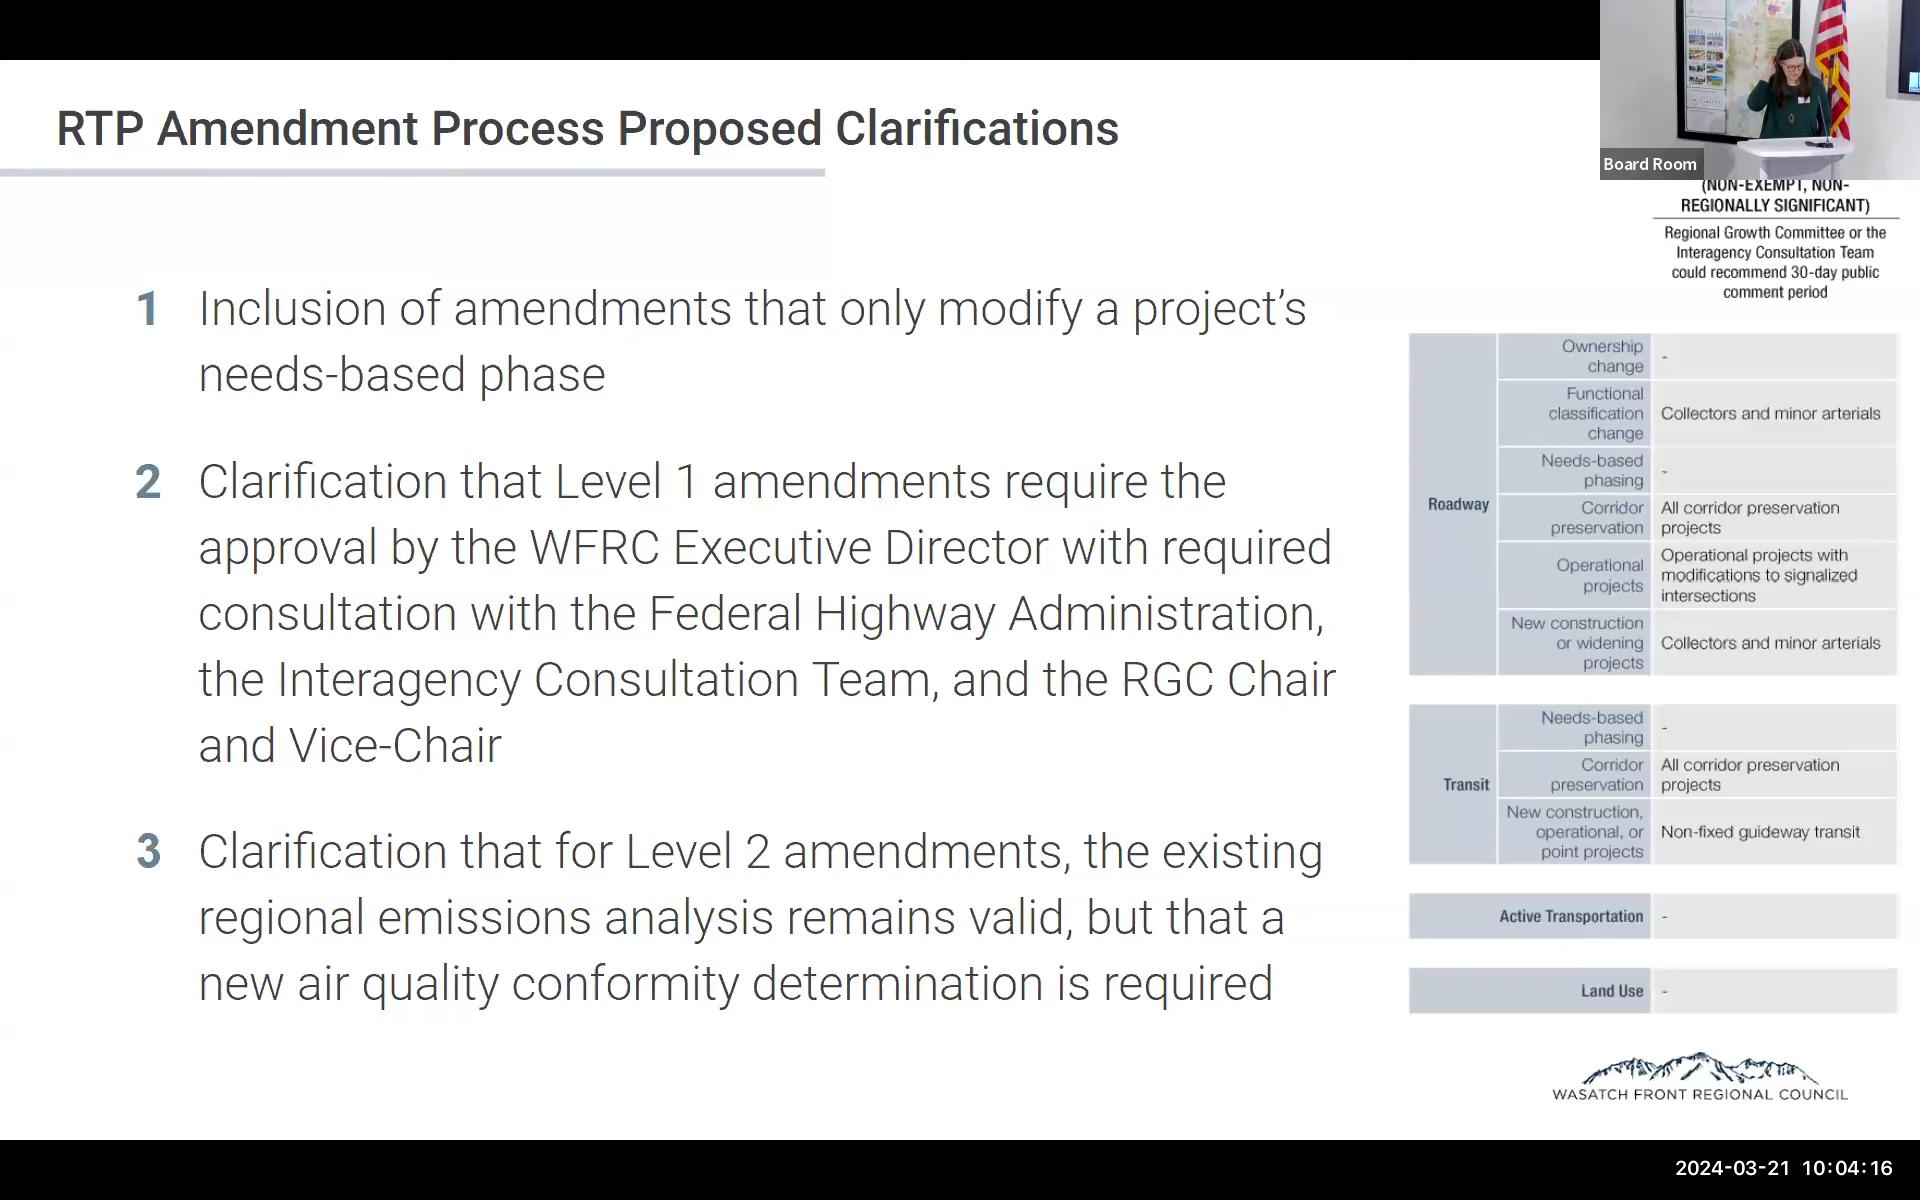 RTP Amendment Process Proposed Clarifications
Board Room
1 Inclusion of amendments that only modify a project's
needs-based phase
2 Clarification that Level 1 amendments require the
approval by the WFRC Executive Director with required
consultation with the Federal Highway Administration,
the Interagency Consultation Team, and the RGC Chair
and Vice-Chair
3 Clarification that for Level 2 amendments, the existing
regional emissions analysis remains valid, but that a
new air quality conformity determination is required
(NON-EXEMPT, NON-
REGIONALLY SIGNIFICANT)
Regional Growth Committee or the
Interagency Consultation Team
could recommend 30-day public
comment period
Roadway
Ownership
change
-
Functional
classification
change
Collectors and minor arterials
Needs-based
phasing
-
Corridor
preservation
All corridor preservation
projects
Operational
projects
Operational projects with
modifications to signalized
intersections
New construction
or widening
projects
Collectors and minor arterials
Transit
Needs-based
phasing
-
Corridor
preservation
All corridor preservation
projects
New construction,
operational, or
point projects
Non-fixed guideway transit
Active Transportation -
Land Use -
WASATCH FRONT REGIONAL COUNCIL
2024-03-21 10:04:16